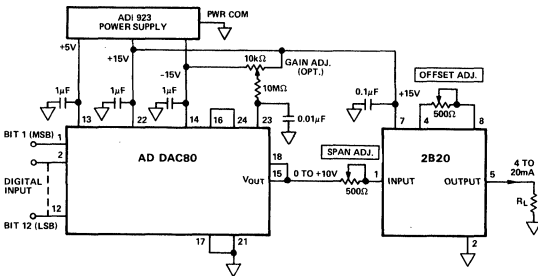 ADI 923
POWER SUPPLY
PWR COM
+5V
+15V
-15V
10kΩ
GAIN ADJ.
(OPT.)
10MΩ
1µF
1µF
1µF
0.01µF
0.1µF
+15V
OFFSET ADJ.
500Ω
13
22
14
16
24
23
7
4
8
BIT 1 (MSB)
1
2
DIGITAL
INPUT
12
BIT 12 (LSB)
AD DAC80
18
15
VOUT
0 TO +10V
SPAN ADJ.
500Ω
1
2B20
INPUT
OUTPUT
5
4 TO
20mA
RL
17
21
2